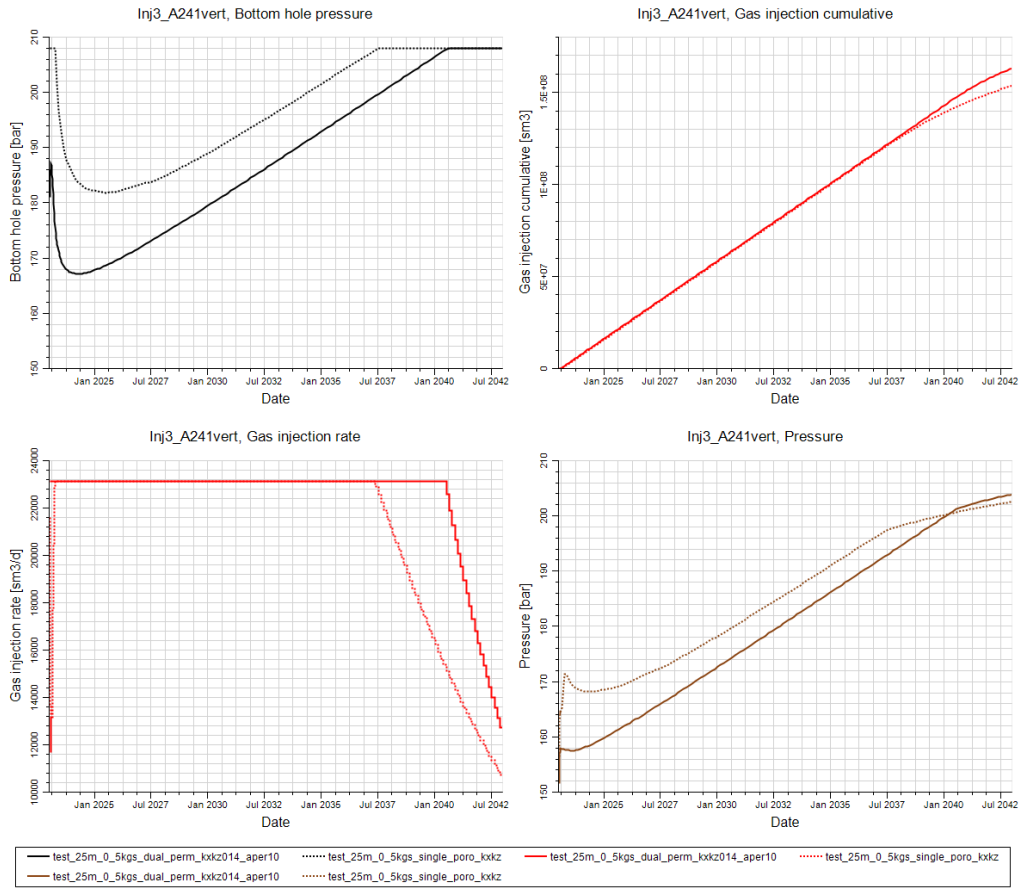 Inj3_A241vert, Bottom hole pressure
Bottom hole pressure [bar]
210
200
190
180
170
160
150
Jan 2025 Jul 2027 Jan 2030 Jul 2032 Jan 2035 Jul 2037 Jan 2040 Jul 2042
Date
Inj3_A241vert, Gas injection cumulative
Gas injection cumulative [sm3]
1.5E+08
1E+08
5E+07
0
Jan 2025 Jul 2027 Jan 2030 Jul 2032 Jan 2035 Jul 2037 Jan 2040 Jul 2042
Date
Inj3_A241vert, Gas injection rate
Gas injection rate [sm3/d]
24000
22000
20000
18000
16000
14000
12000
10000
Jan 2025 Jul 2027 Jan 2030 Jul 2032 Jan 2035 Jul 2037 Jan 2040 Jul 2042
Date
Inj3_A241vert, Pressure
Pressure [bar]
210
200
190
180
170
160
150
Jan 2025 Jul 2027 Jan 2030 Jul 2032 Jan 2035 Jul 2037 Jan 2040 Jul 2042
Date
test_25m_0_5kgs_dual_perm_kxkz014_aper10 test_25m_0_5kgs_single_poro_kxkz test_25m_0_5kgs_dual_perm_kxkz014_aper10 test_25m_0_5kgs_single_poro_kxkz
test_25m_0_5kgs_dual_perm_kxkz014_aper10 test_25m_0_5kgs_single_poro_kxkz